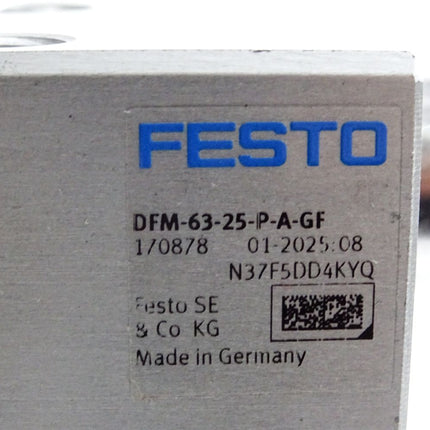 FESTO
DFM-63-25-P-A-GF
170878 01-2025:08
N37F5DD4KYQ
Festo SE
& Co KG
Made in Germany